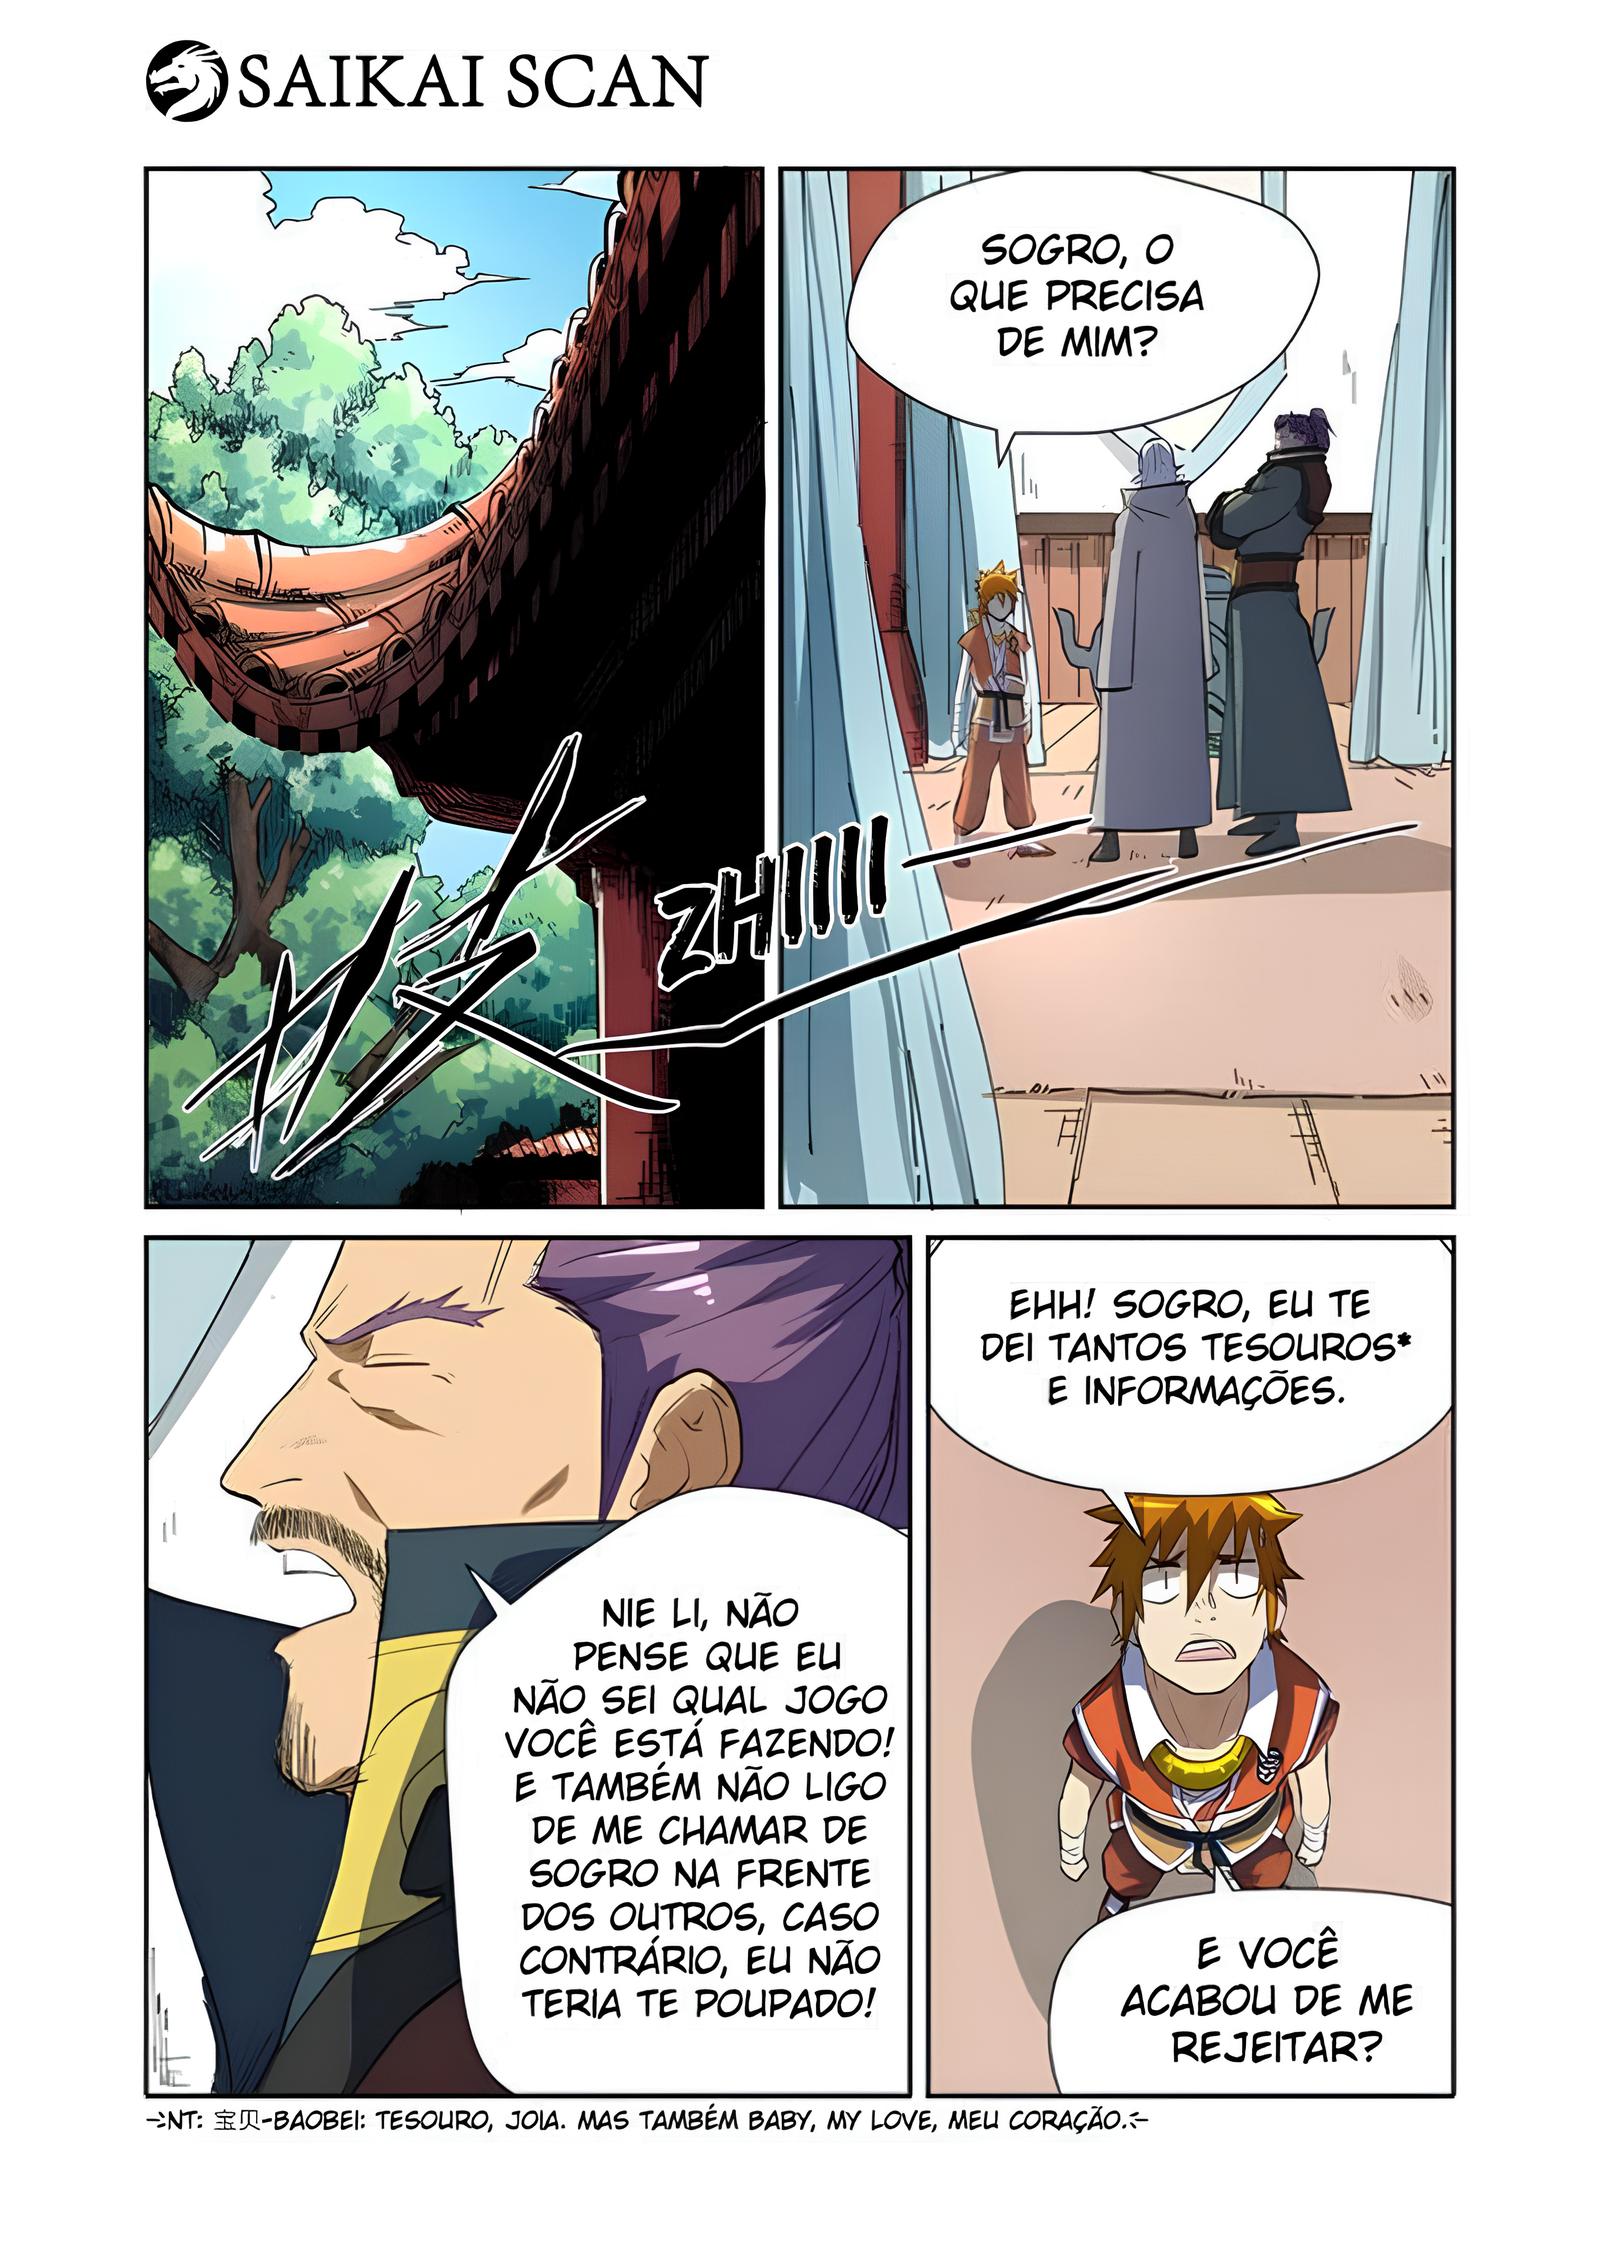 SAIKAI SCAN
SOGRO, O
QUE PRECISA
DE MIM?
吱
ZHIIII
NIE LI, NÃO
PENSE QUE EU
NÃO SEI QUAL JOGO
VOCÊ ESTÁ FAZENDO!
E TAMBÉM NÃO LIGO
DE ME CHAMAR DE
SOGRO NA FRENTE
DOS OUTROS, CASO
CONTRÁRIO, EU NÃO
TERIA TE POUPADO!
EHH! SOGRO, EU TE
DEI TANTOS TESOUROS*
E INFORMAÇÕES.
E VOCÊ
ACABOU DE ME
REJEITAR?
NT: 宝贝-BAOBEI: TESOURO, JOIA. MAS TAMBÉM BABY, MY LOVE, MEU CORAÇÃO.